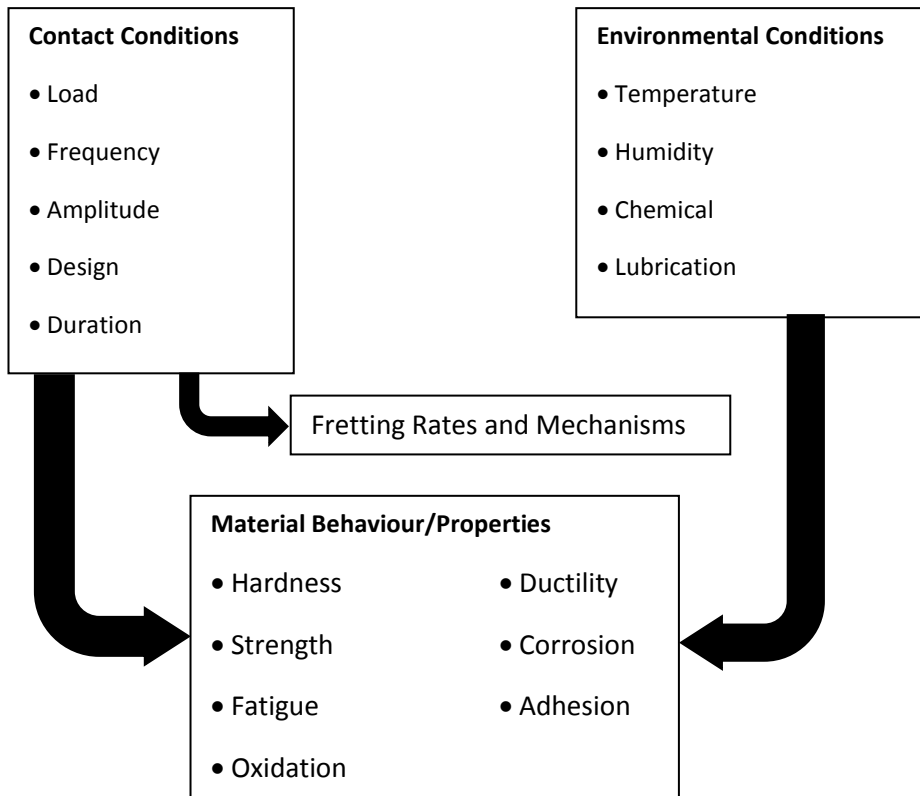 Contact Conditions
• Load
• Frequency
• Amplitude
• Design
• Duration
Environmental Conditions
• Temperature
• Humidity
• Chemical
• Lubrication
Fretting Rates and Mechanisms
Material Behaviour/Properties
• Hardness
• Strength
• Fatigue
• Oxidation
• Ductility
• Corrosion
• Adhesion